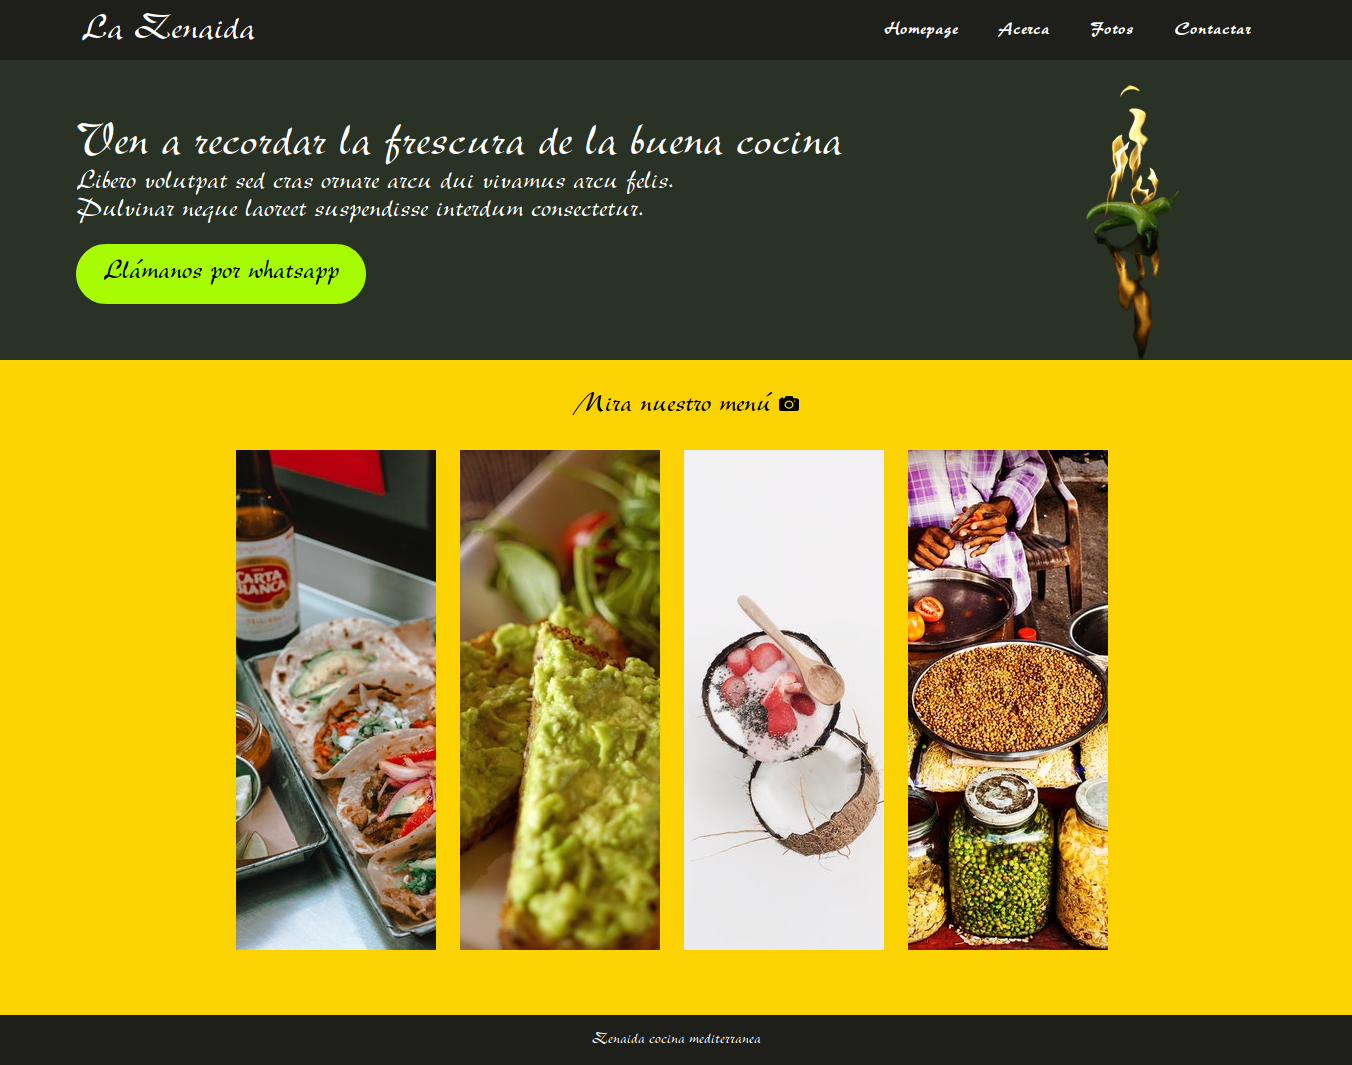 La Zenaida
Homepage Acerca Fotos Contactar
Ven a recordar la frescura de la buena cocina
Libero volutpat sed cras ornare arcu dui vivamus arcu felis.
Pulvinar neque laoreet suspendisse interdum consectetur.
Llámanos por whatsapp
Mira nuestro menú
CARTA
BLANCA
Zenaida cocina mediterranea